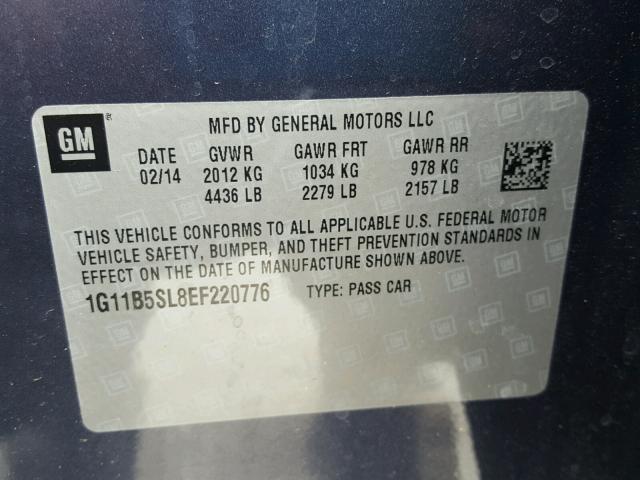 GM
MFD BY GENERAL MOTORS LLC
DATE GVWR GAWR FRT GAWR RR
02/14 2012 KG 1034 KG 978 KG
4436 LB 2279 LB 2157 LB
THIS VEHICLE CONFORMS TO ALL APPLICABLE U.S. FEDERAL MOTOR
VEHICLE SAFETY, BUMPER, AND THEFT PREVENTION STANDARDS IN
EFFECT ON THE DATE OF MANUFACTURE SHOWN ABOVE.
1G11B5SL8EF220776 TYPE: PASS CAR